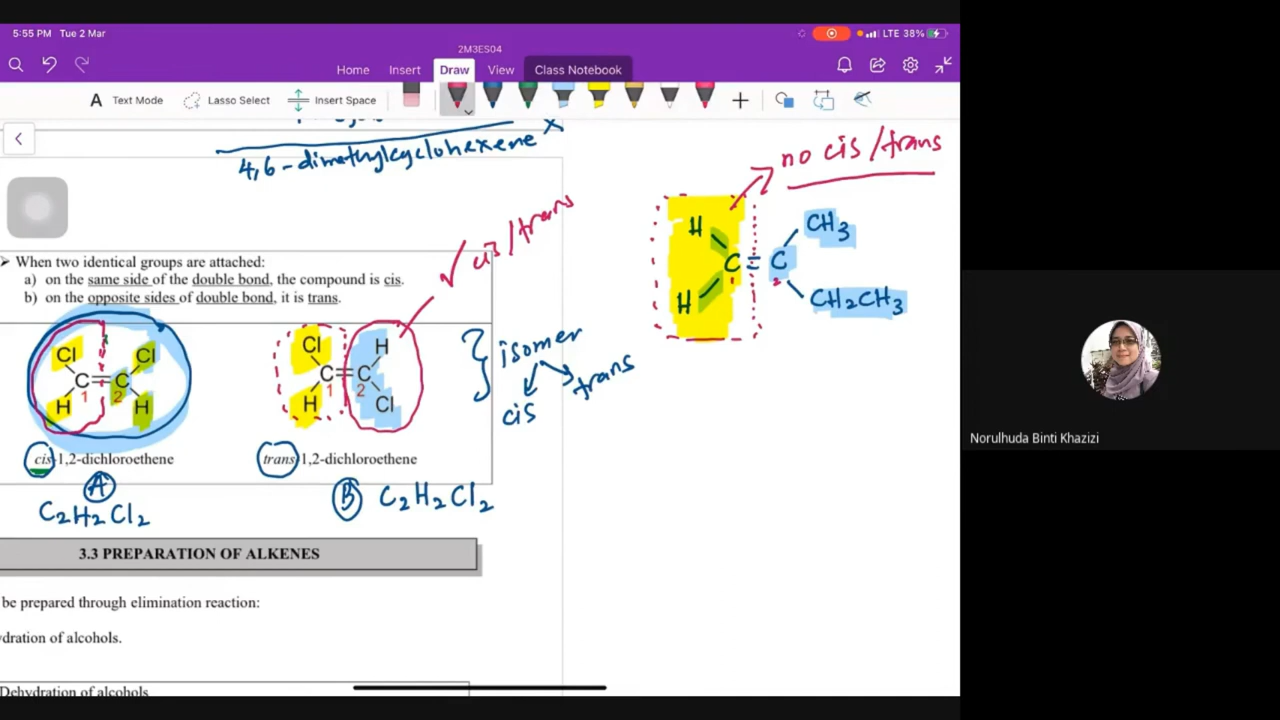 5:55 PM Tue 2 Mar
LTE 38%
2M3ES04
Home Insert Draw View Class Notebook
Text Mode Lasso Select Insert Space
4,6-dimethylcyclohexene
no cis/trans
cis/trans
➢ When two identical groups are attached:
a) on the same side of the double bond, the compound is cis.
b) on the opposite sides of double bond, it is trans.
H CH3
C = C
1 2
H CH2CH3
Cl Cl
C=C
1 2
H H
Cl H
C=C
1 2
H Cl
isomer
cis trans
cis-1,2-dichloroethene
trans-1,2-dichloroethene
A
C2H2Cl2
B C2H2Cl2
3.3 PREPARATION OF ALKENES
be prepared through elimination reaction:
dration of alcohols.
Dehydration of alcohols
Norulhuda Binti Khazizi